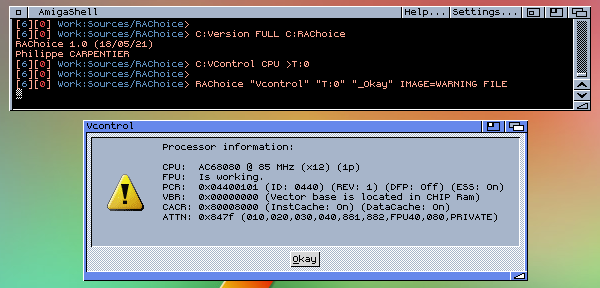 AmigaShell Help... Settings...
[6][0] Work:Sources/RAChoice>
[6][0] Work:Sources/RAChoice> C:Version FULL C:RAChoice
RAChoice 1.0 (18/05/21)
Philippe CARPENTIER
[6][0] Work:Sources/RAChoice> C:VControl CPU >T:0
[6][0] Work:Sources/RAChoice>
[6][0] Work:Sources/RAChoice> RAChoice "Vcontrol" "T:0" "_Okay" IMAGE=WARNING FILE
Vcontrol
Processor information:
CPU: AC68080 @ 85 MHz (x12) (1p)
FPU: Is working.
PCR: 0x04400101 (ID: 0440) (REV: 1) (DFP: Off) (ESS: On)
VBR: 0x00000000 (Vector base is located in CHIP Ram)
CACR: 0x80008000 (InstCache: On) (DataCache: On)
ATTN: 0x847f (010,020,030,040,881,882,FPU40,080,PRIVATE)
Okay